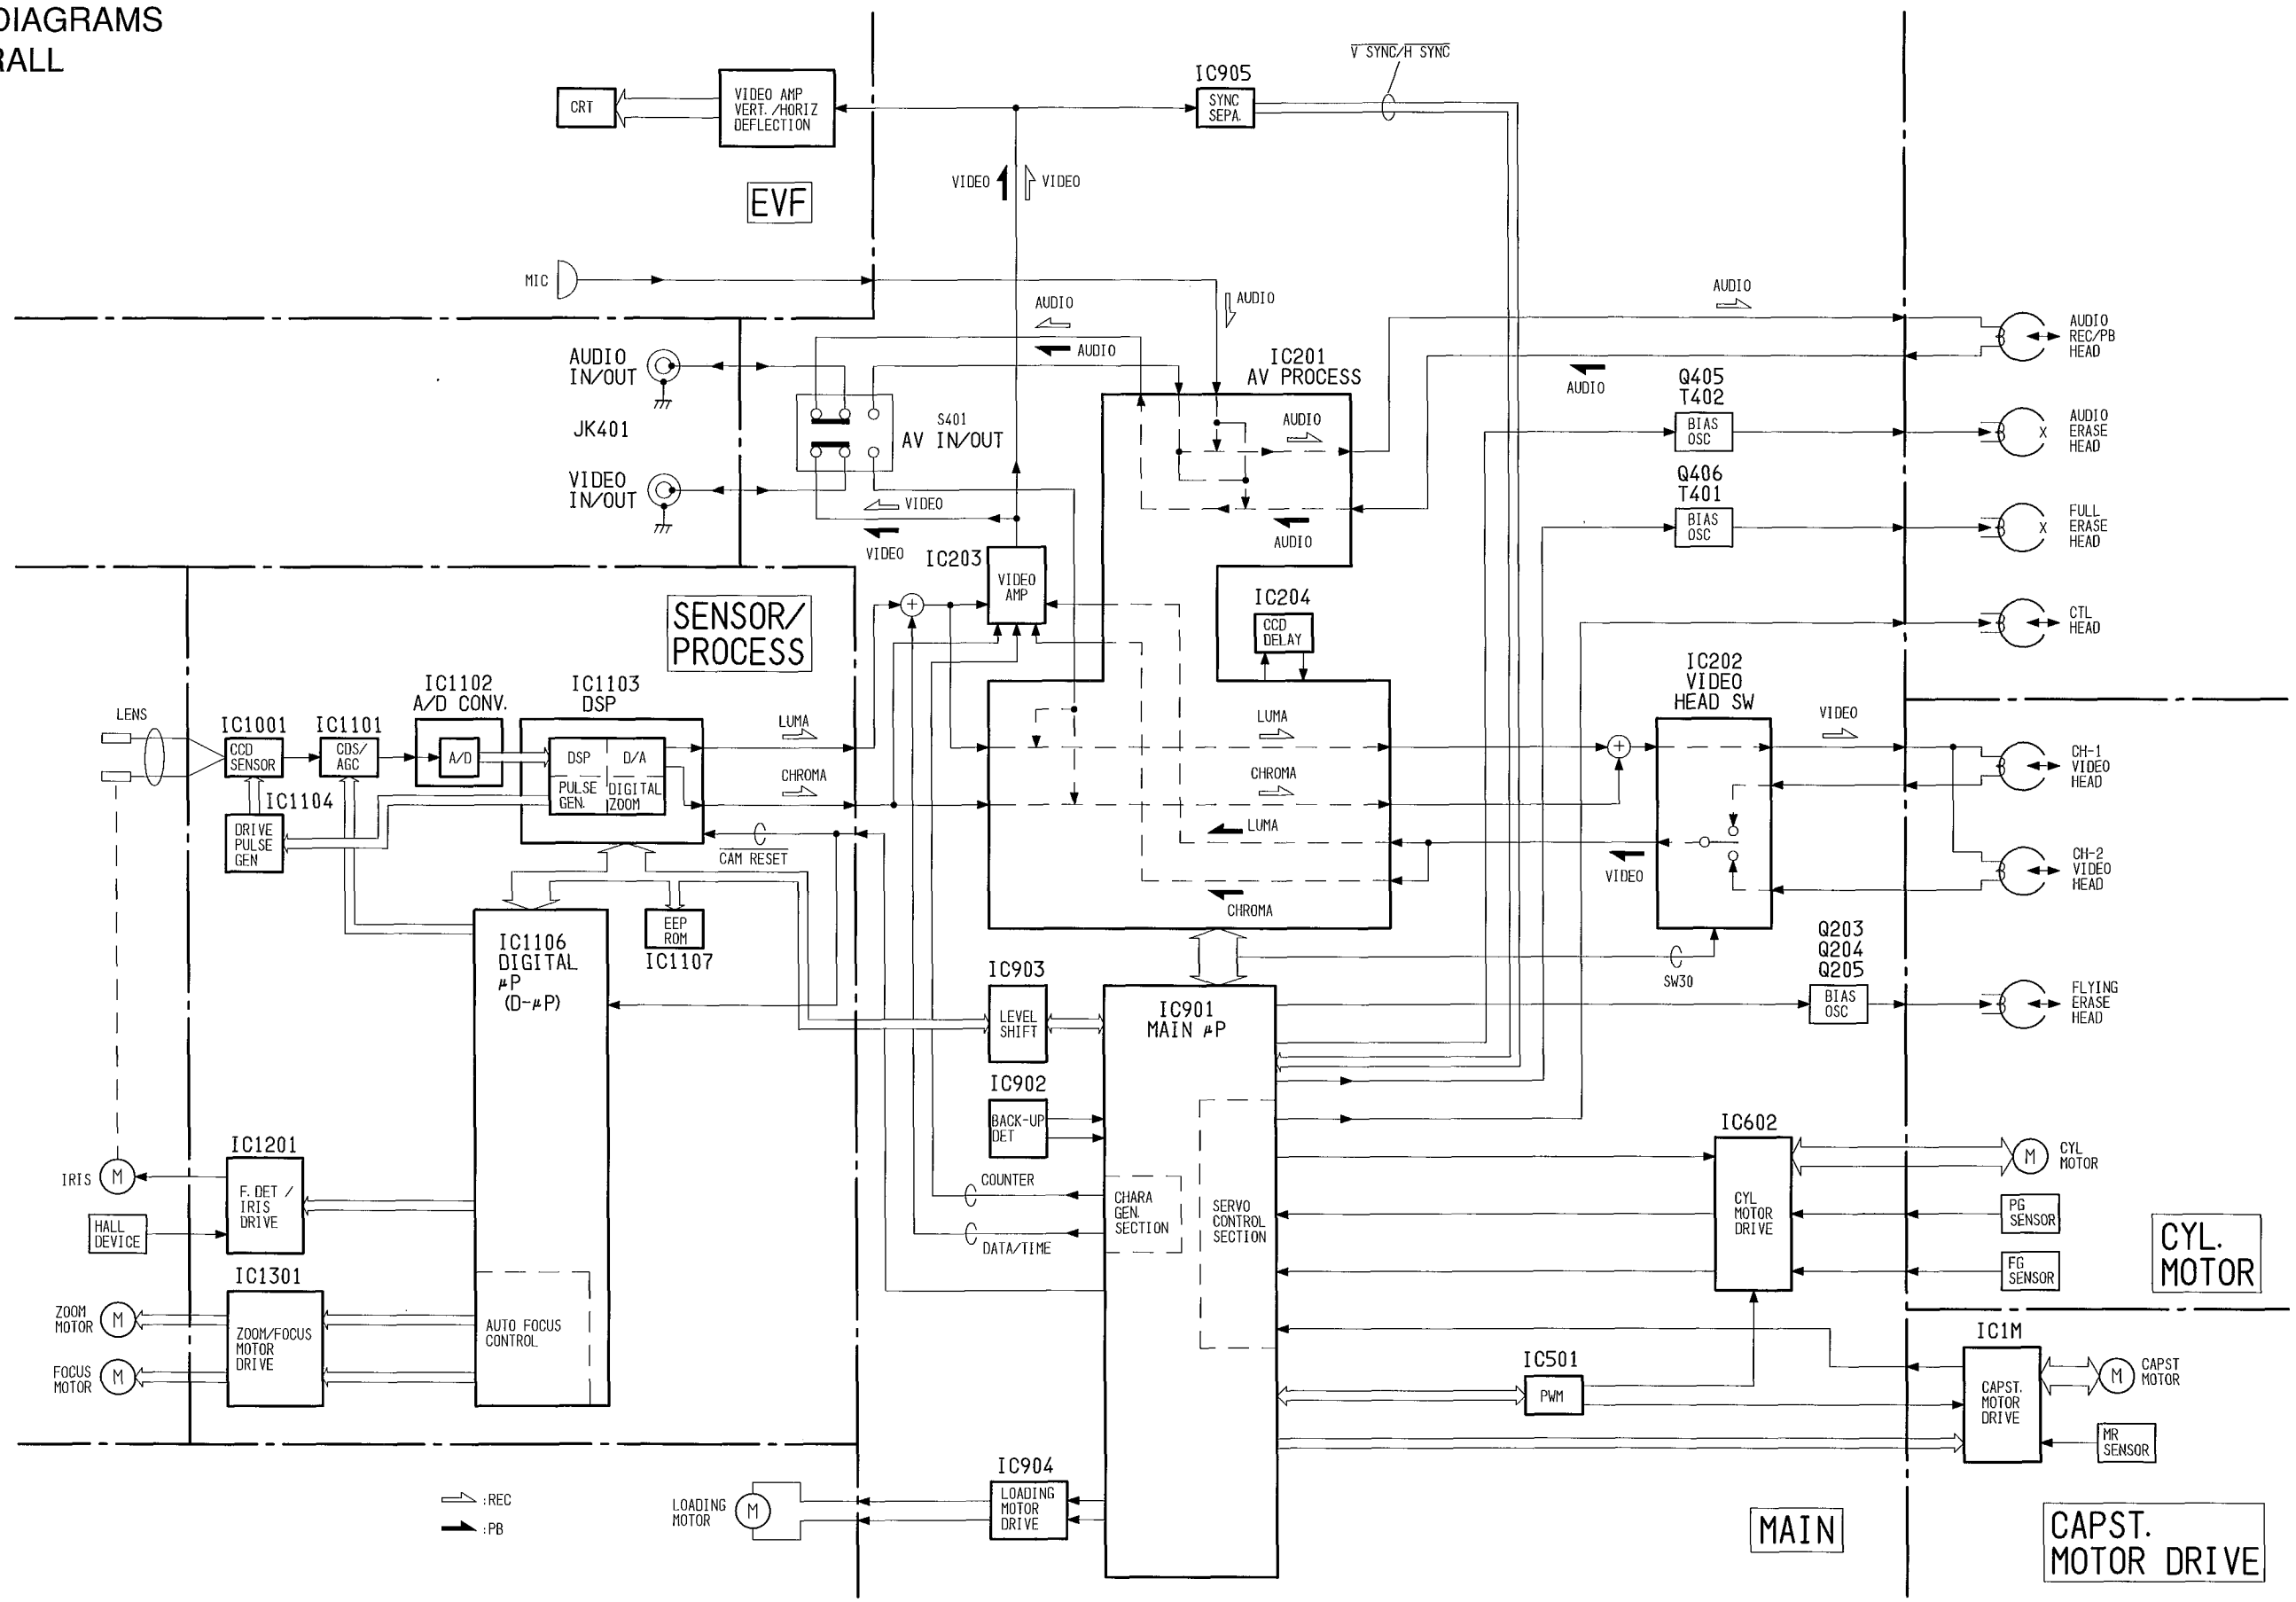 DIAGRAMS
RALL
CRT
VIDEO AMP
VERT./HORIZ
DEFLECTION
EVF
IC905
SYNC
SEPA.
V SYNC/H SYNC
VIDEO
VIDEO
MIC
AUDIO
AUDIO
AUDIO
AUDIO
AUDIO
IN/OUT
JK401
VIDEO
IN/OUT
S401
AV IN/OUT
VIDEO
VIDEO
IC201
AV PROCESS
AUDIO
AUDIO
AUDIO
AUDIO
REC/PB
HEAD
Q405
T402
BIAS
OSC
AUDIO
ERASE
HEAD
Q406
T401
BIAS
OSC
FULL
ERASE
HEAD
CTL
HEAD
IC203
VIDEO
AMP
IC204
CCD
DELAY
SENSOR/
PROCESS
LENS
IC1001
CCD
SENSOR
IC1101
CDS/
AGC
IC1102
A/D CONV.
A/D
IC1103
DSP
DSP
D/A
PULSE
GEN.
DIGITAL
ZOOM
IC1104
DRIVE
PULSE
GEN
LUMA
CHROMA
CAM RESET
LUMA
CHROMA
LUMA
CHROMA
IC202
VIDEO
HEAD SW
VIDEO
VIDEO
CH-1
VIDEO
HEAD
CH-2
VIDEO
HEAD
SW30
Q203
Q204
Q205
BIAS
OSC
FLYING
ERASE
HEAD
IC1106
DIGITAL
μP
(D-μP)
EEP
ROM
IC1107
IC903
LEVEL
SHIFT
IC901
MAIN μP
IC902
BACK-UP
DET
COUNTER
DATA/TIME
CHARA
GEN.
SECTION
SERVO
CONTROL
SECTION
IC602
CYL
MOTOR
DRIVE
M
CYL
MOTOR
PG
SENSOR
FG
SENSOR
CYL.
MOTOR
IRIS
M
IC1201
F. DET /
IRIS
DRIVE
HALL
DEVICE
IC1301
ZOOM/FOCUS
MOTOR
DRIVE
ZOOM
MOTOR
M
FOCUS
MOTOR
M
AUTO FOCUS
CONTROL
IC501
PWM
IC1M
CAPST.
MOTOR
DRIVE
M
CAPST
MOTOR
MR
SENSOR
:REC
:PB
LOADING
MOTOR
M
IC904
LOADING
MOTOR
DRIVE
MAIN
CAPST.
MOTOR DRIVE